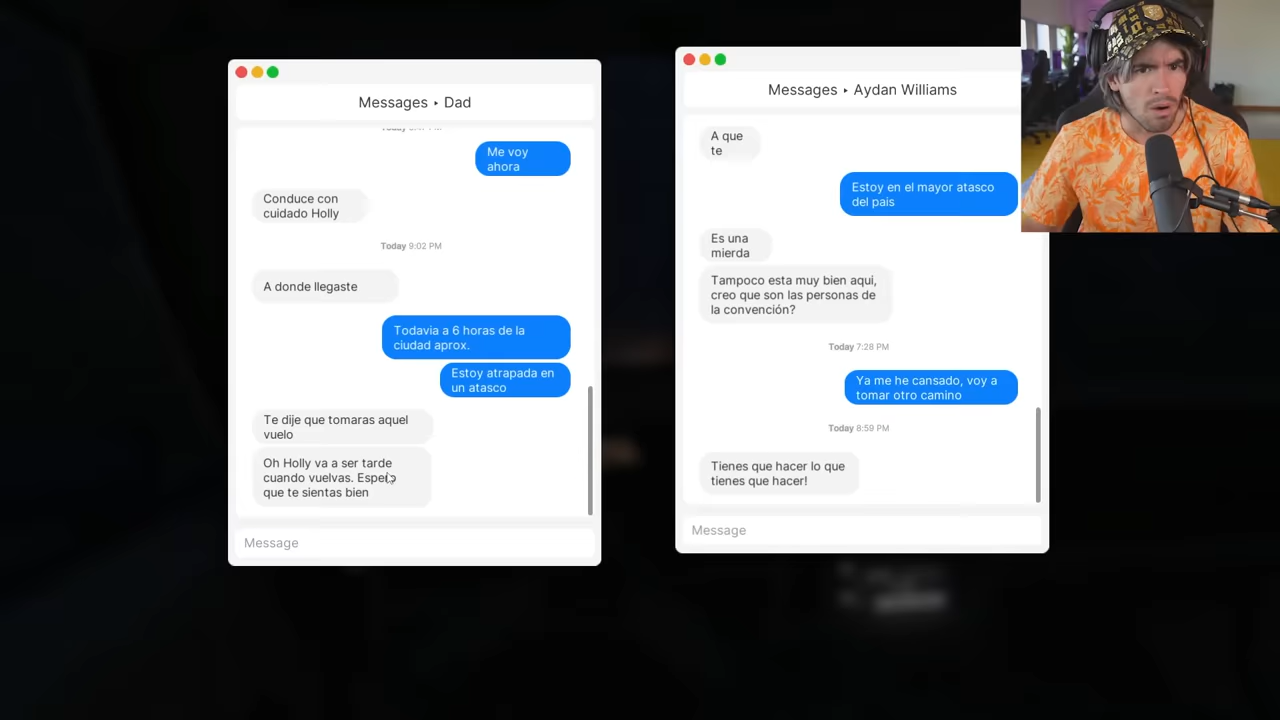 Messages ▸ Dad
Me voy
ahora
Conduce con
cuidado Holly
Today 9:02 PM
A donde llegaste
Todavia a 6 horas de la
ciudad aprox.
Estoy atrapada en
un atasco
Te dije que tomaras aquel
vuelo
Oh Holly va a ser tarde
cuando vuelvas. Espero
que te sientas bien
Message
Messages ▸ Aydan Williams
A que
te
Estoy en el mayor atasco
del pais
Es una
mierda
Tampoco esta muy bien aqui,
creo que son las personas de
la convención?
Today 7:28 PM
Ya me he cansado, voy a
tomar otro camino
Today 8:59 PM
Tienes que hacer lo que
tienes que hacer!
Message